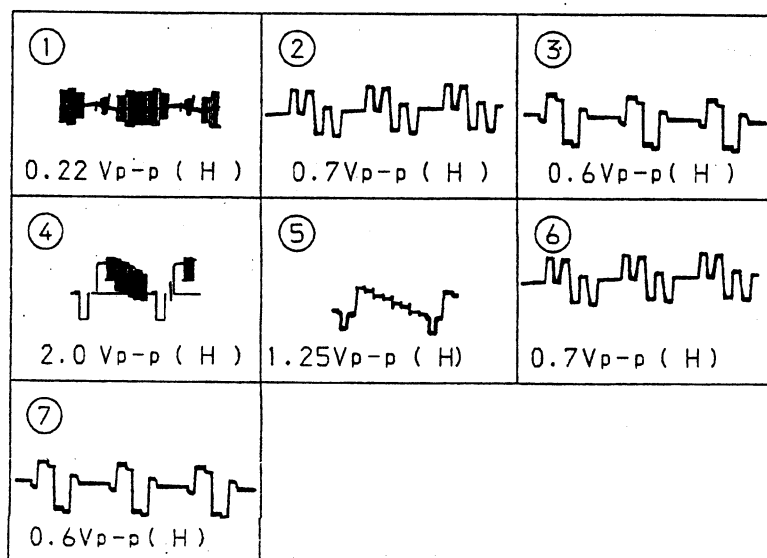 ① ② ③
0.22 Vp-p ( H ) 0.7Vp-p ( H ) 0.6Vp-p( H )
④ ⑤ ⑥
2.0 Vp-p ( H ) 1.25Vp-p ( H) 0.7Vp-p ( H )
⑦
0.6Vp-p( H )